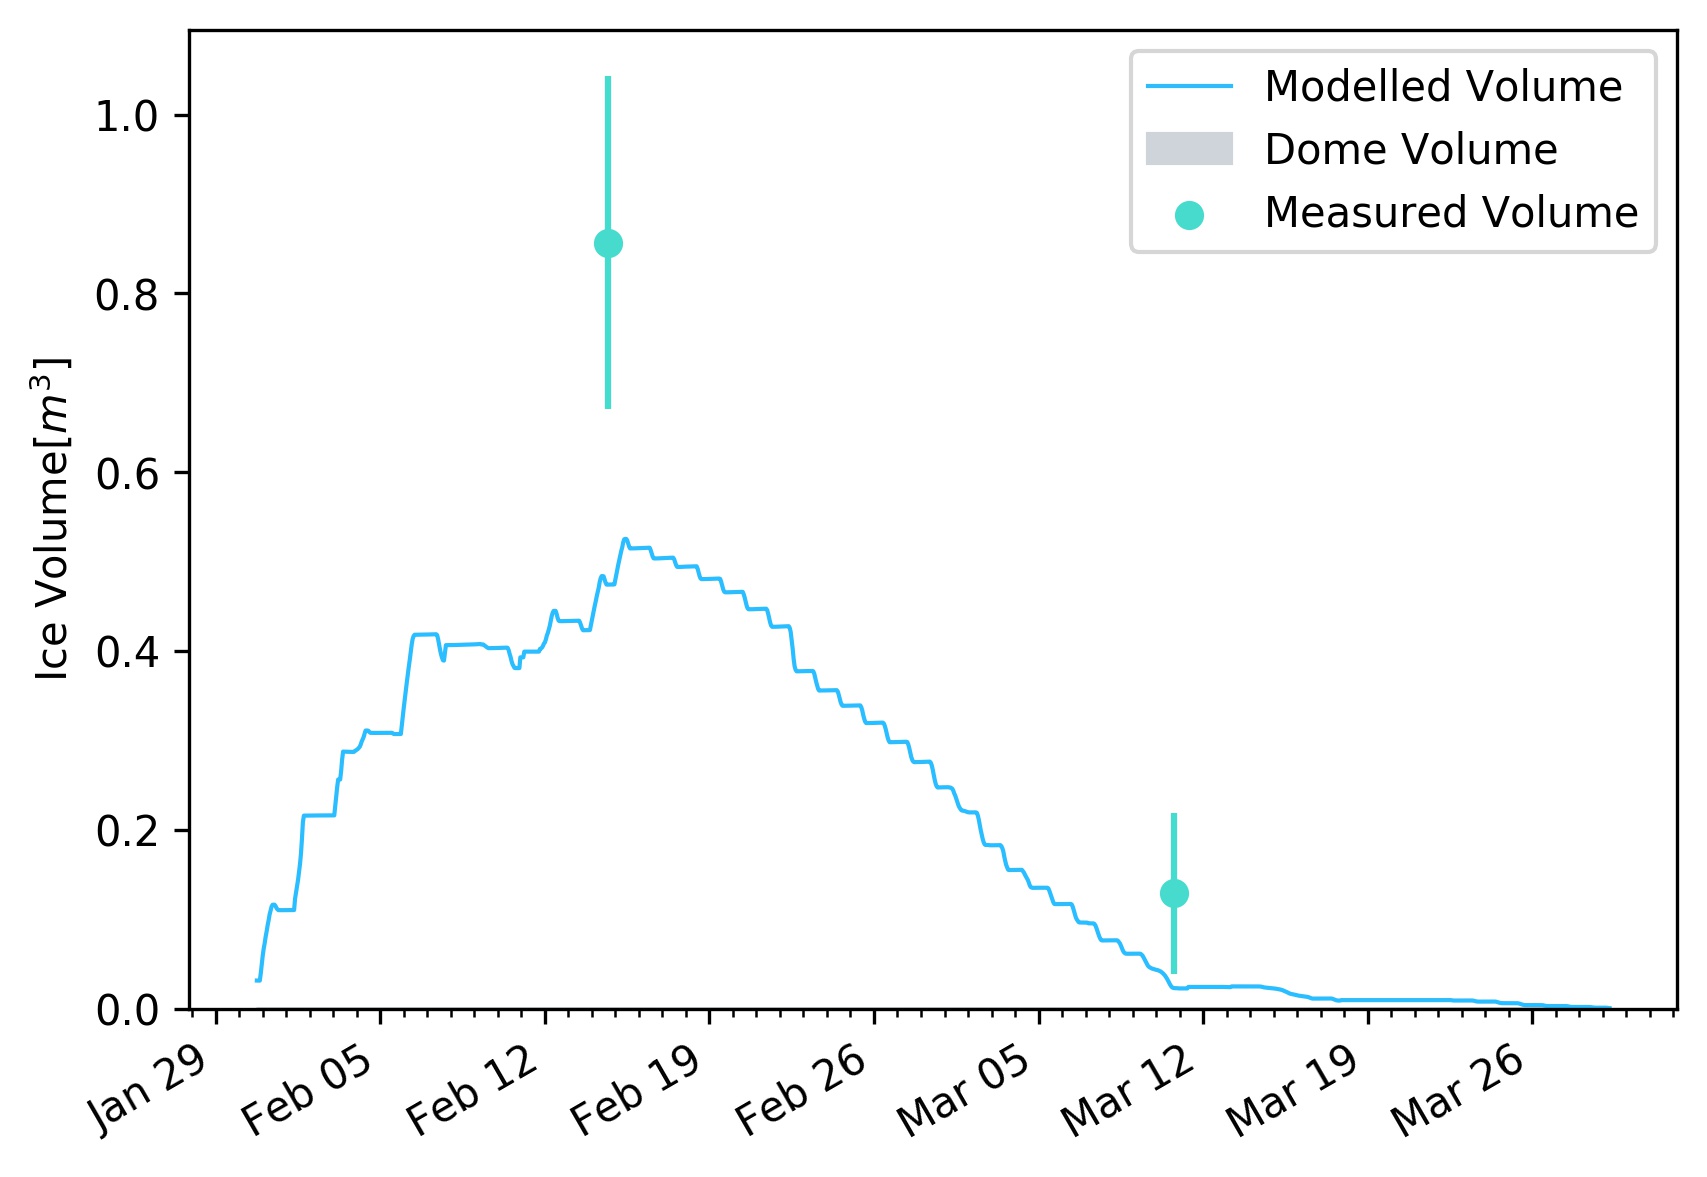 Modelled Volume
Dome Volume
Measured Volume
Ice Volume[m³]
1.0
0.8
0.6
0.4
0.2
0.0
Jan 29
Feb 05
Feb 12
Feb 19
Feb 26
Mar 05
Mar 12
Mar 19
Mar 26